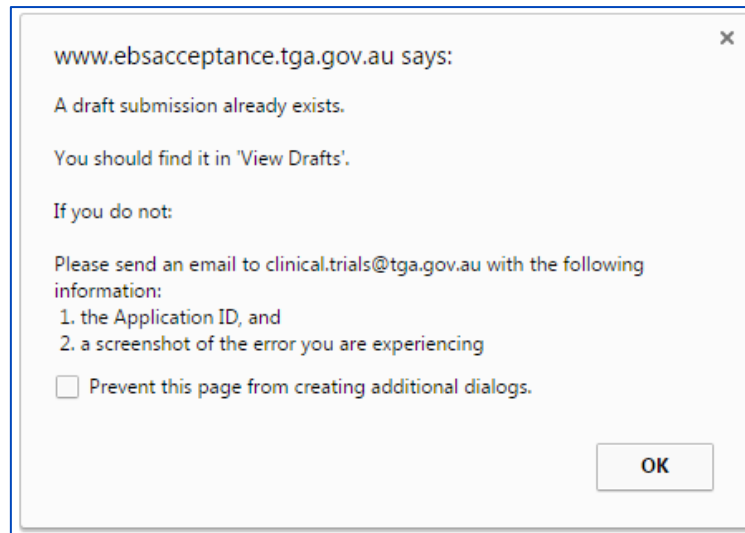 www.ebsacceptance.tga.gov.au says:
A draft submission already exists.
You should find it in 'View Drafts'.
If you do not:
Please send an email to clinical.trials@tga.gov.au with the following
information:
1. the Application ID, and
2. a screenshot of the error you are experiencing
Prevent this page from creating additional dialogs.
OK